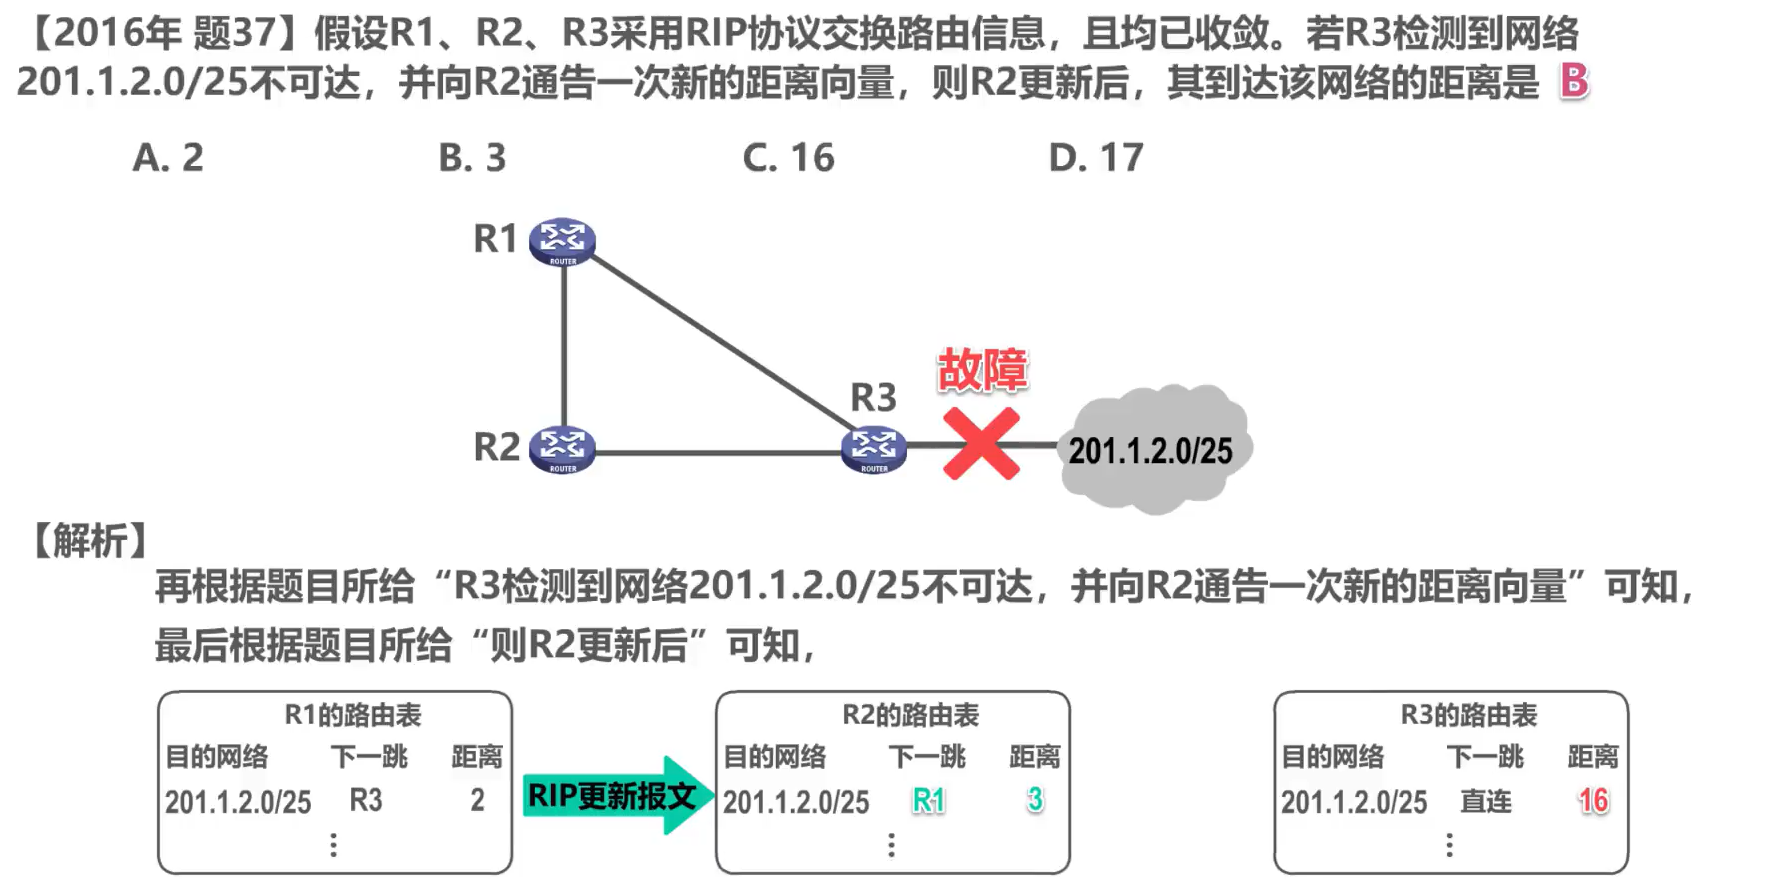 【2016年 题37】假设R1、R2、R3采用RIP协议交换路由信息，且均已收敛。若R3检测到网络
201.1.2.0/25不可达，并向R2通告一次新的距离向量，则R2更新后，其到达该网络的距离是 B
A. 2 B. 3 C. 16 D. 17
R1
ROUTER
故障
R3
R2
ROUTER
ROUTER
201.1.2.0/25
【解析】
再根据题目所给“R3检测到网络201.1.2.0/25不可达，并向R2通告一次新的距离向量”可知，
最后根据题目所给“则R2更新后”可知，
R1的路由表
目的网络 下一跳 距离
201.1.2.0/25 R3 2
⋮
RIP更新报文
R2的路由表
目的网络 下一跳 距离
201.1.2.0/25 R1 3
⋮
R3的路由表
目的网络 下一跳 距离
201.1.2.0/25 直连 16
⋮